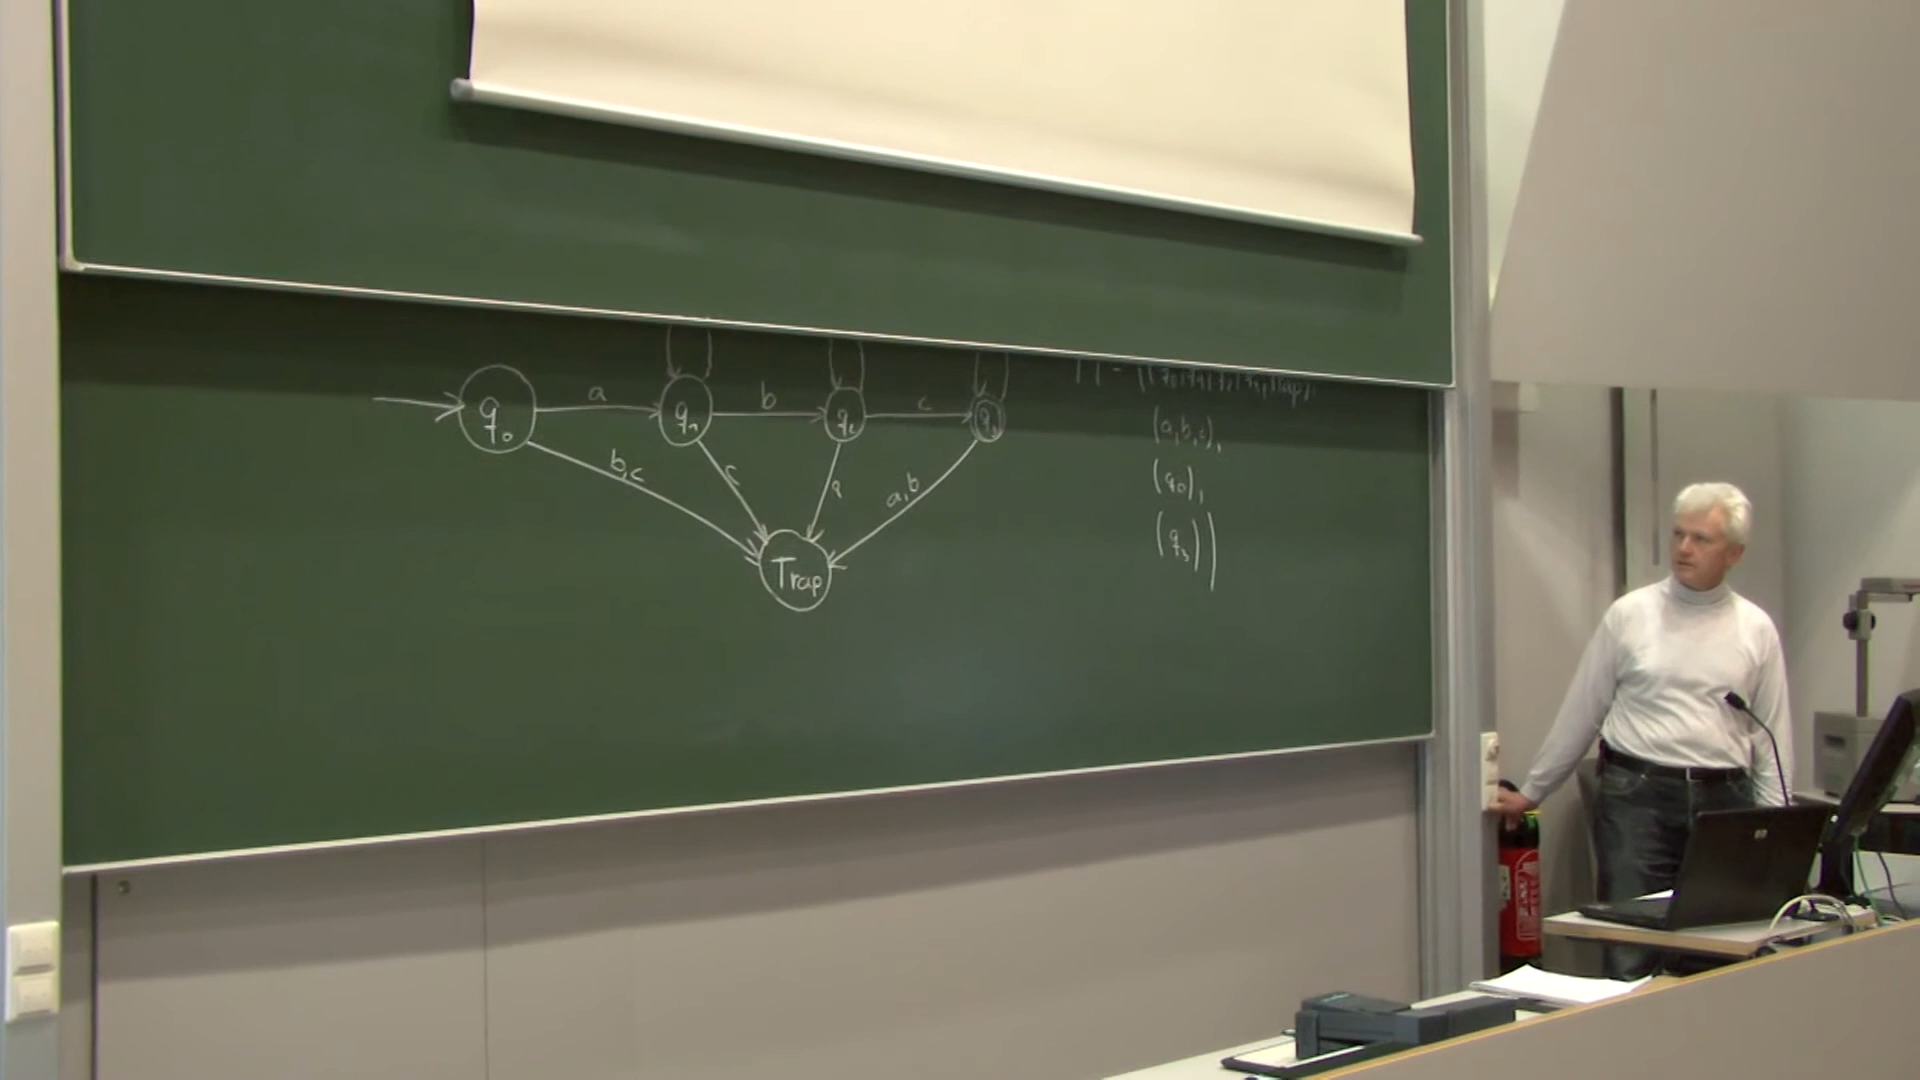 a
b
c
q₀
q₁
q₂
q₃
b,c
c
a
a,b
Trap
{a,b,c},
{q₀},
{q₃})